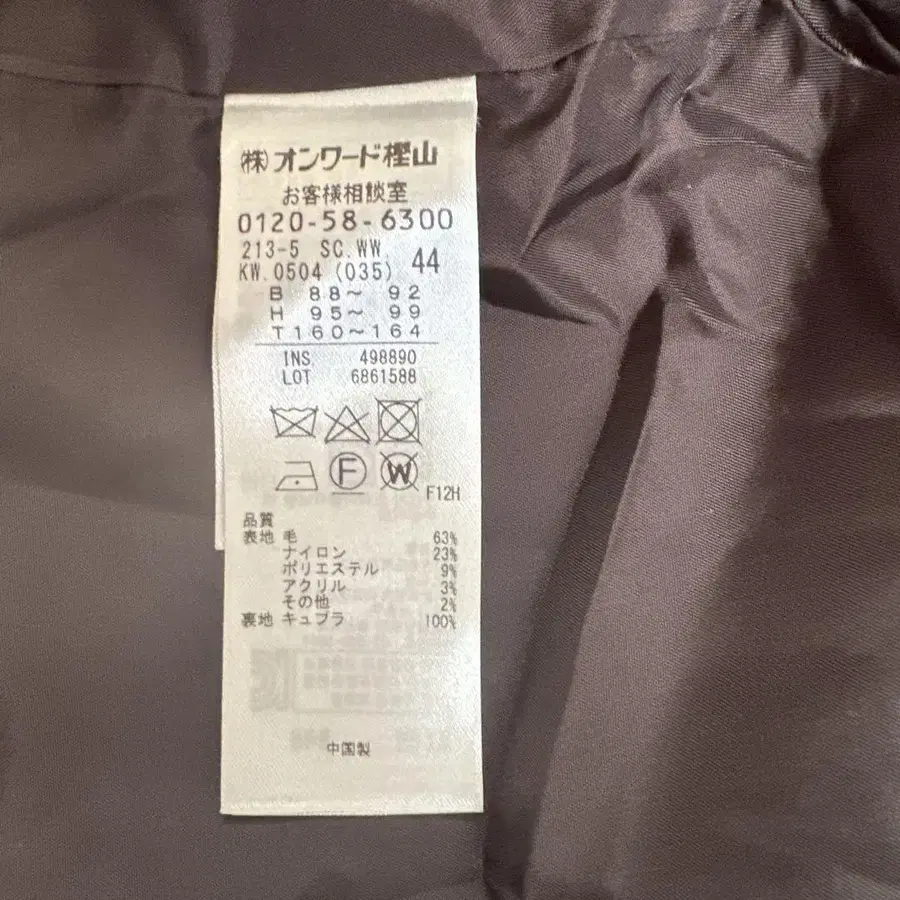 (株)オンワード樫山
お客様相談室
0120-58-6300
213-5 SC.WW
KW.0504 (035) 44
B 88~ 92
H 95~ 99
T160~164
INS. 498890
LOT 6861588
F W
F12H
品質
表地 毛 63%
ナイロン 23%
ポリエステル 9%
アクリル 3%
その他 2%
裏地 キュプラ 100%
中国製